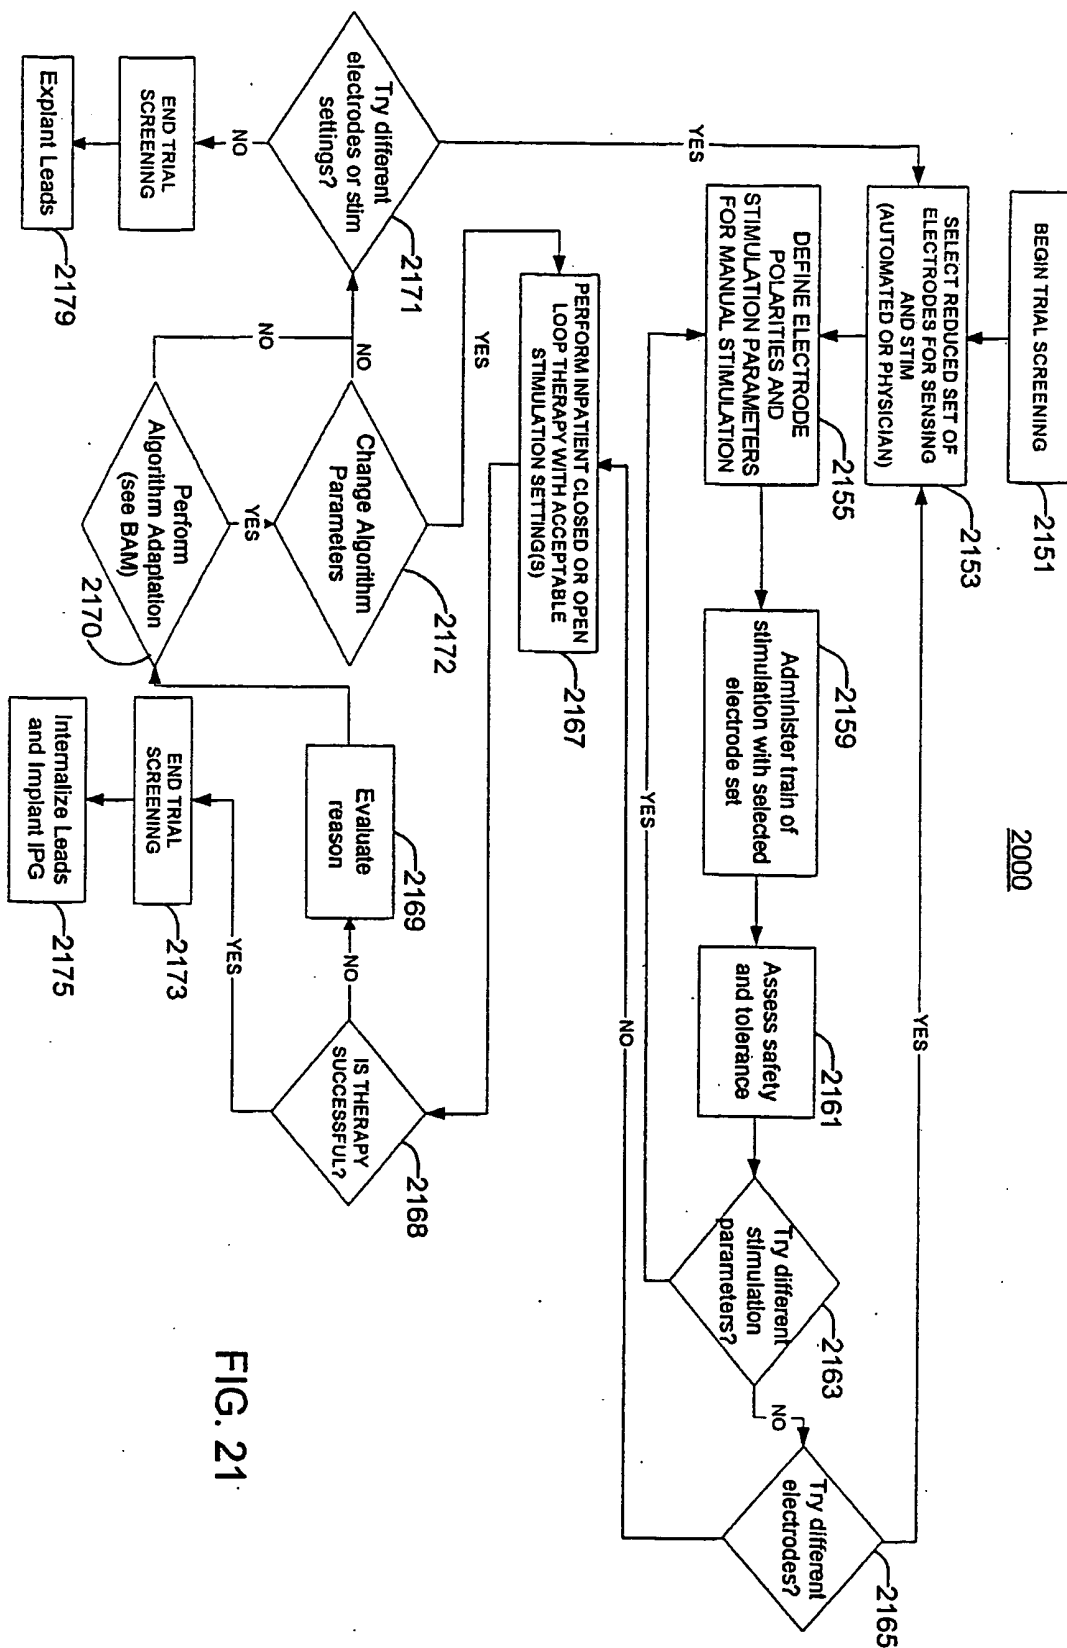 2000
BEGIN TRIAL SCREENING
2151
SELECT REDUCED SET OF
ELECTRODES FOR SENSING
AND STIM
(AUTOMATED OR PHYSICIAN)
2153
DEFINE ELECTRODE
POLARITIES AND
STIMULATION PARAMETERS
FOR MANUAL STIMULATION
2155
Administer train of
stimulation with selected
electrode set
2159
Assess safety
and tolerance
2161
Try different
stimulation
parameters?
2163
YES
NO
Try different
electrodes?
2165
YES
NO
PERFORM INPATIENT CLOSED OR OPEN
LOOP THERAPY WITH ACCEPTABLE
STIMULATION SETTING(S)
2167
IS THERAPY
SUCCESSFUL?
2168
NO
YES
Evaluate
reason
2169
END TRIAL
SCREENING
2173
Internalize Leads
and Implant IPG
2175
Perform
Algorithm Adaptation
(see BAM)
2170
YES
NO
Change Algorithm
Parameters
2172
YES
NO
Try different
electrodes or stim
settings?
2171
YES
NO
END TRIAL
SCREENING
Explant Leads
2179
FIG. 21